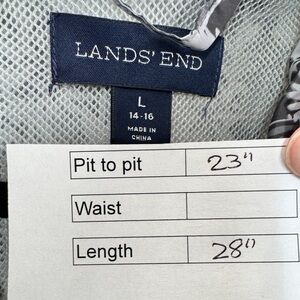 LANDS' END
L
14-16
MADE IN
CHINA
Pit to pit 23"
Waist
Length 28"